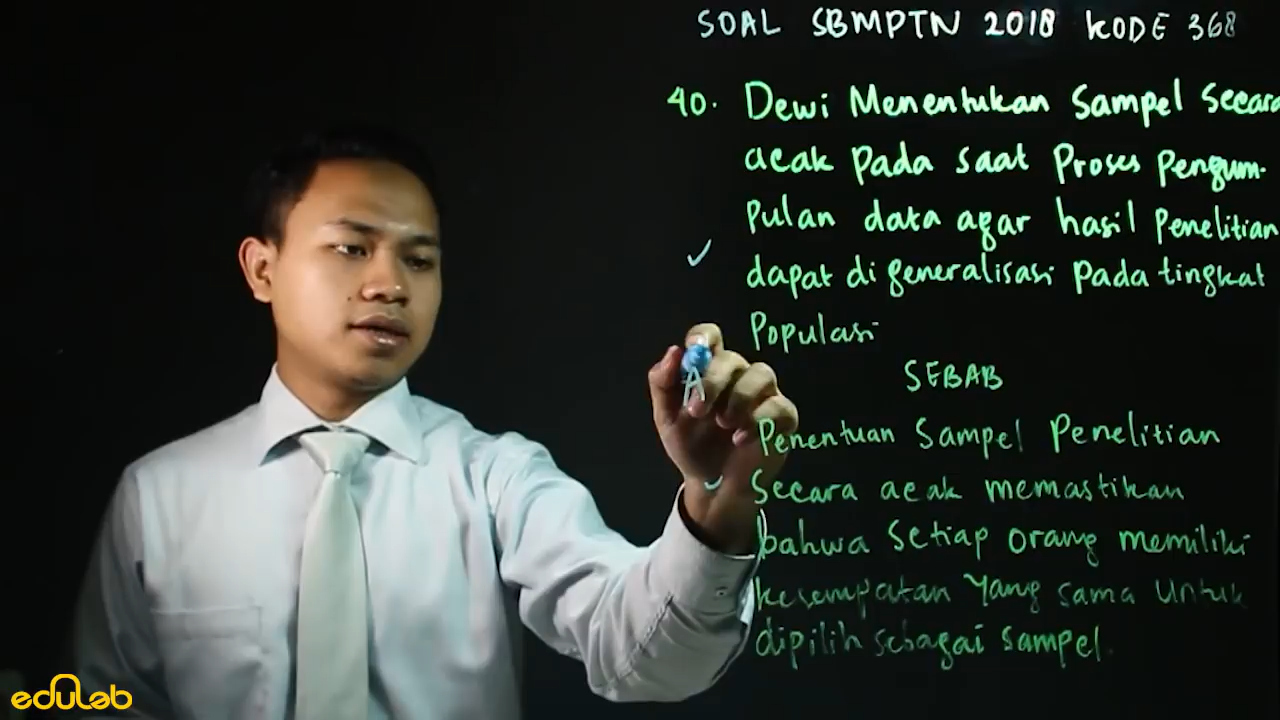 SOAL SBMPTN 2018 KODE 368
40. Dewi Menentukan Sampel Secara
acak pada saat Proses Pengum-
Pulan data agar hasil Penelitian
dapat di generalisasi pada tingkat
Populasi
SEBAB
A
Penentuan Sampel Penelitian
Secara acak memastikan
bahwa Setiap orang memiliki
kesempatan Yang sama Untuk
dipilih sebagai sampel.
edulab